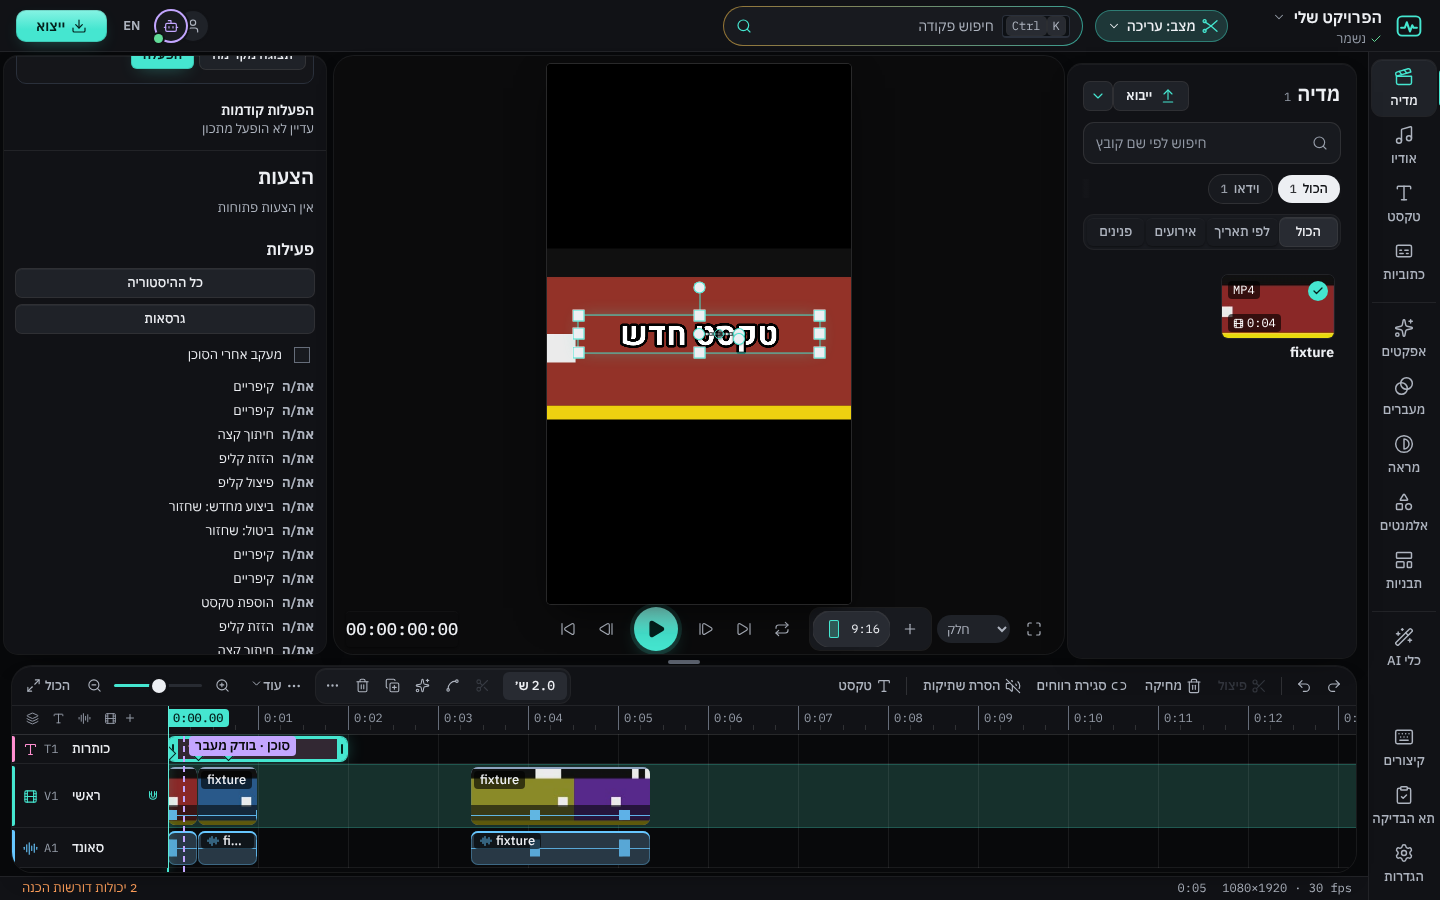 הפרויקט שלי
נשמר
מצב: עריכה
חיפוש פקודה
Ctrl K
EN
ייצוא
מדיה
אודיו
טקסט
כתוביות
אפקטים
מעברים
מראה
אלמנטים
תבניות
כלי AI
קיצורים
תא הבדיקה
הגדרות
מדיה 1
ייבוא
חיפוש לפי שם קובץ
הכול 1
וידאו 1
הכול
לפי תאריך
אירועים
פנינים
MP4
0:04
fixture
טקסט חדש
00:00:00:00
9:16
חלק
הפעלות קודמות
עדיין לא הופעל מתכון
הצעות
אין הצעות פתוחות
פעילות
כל ההיסטוריה
גרסאות
מעקב אחרי הסוכן
את/ה קיפריים
את/ה קיפריים
את/ה חיתוך קצה
את/ה הזזת קליפ
את/ה פיצול קליפ
את/ה ביצוע מחדש: שחזור
את/ה ביטול: שחזור
את/ה קיפריים
את/ה קיפריים
את/ה הוספת טקסט
את/ה הזזת קליפ
את/ה חיתוך קצה
פיצול
מחיקה
סגירת רווחים
הסרת שתיקות
טקסט
2.0 ש׳
עוד
הכול
0:00.00
0:01
0:02
0:03
0:04
0:05
0:06
0:07
0:08
0:09
0:10
0:11
0:12
T1 כותרות
סוכן · בודק מעבר
V1 ראשי
fixture
fixture
A1 סאונד
fi...
fixture
2 יכולות דורשות הכנה
0:05 1080×1920 · 30 fps